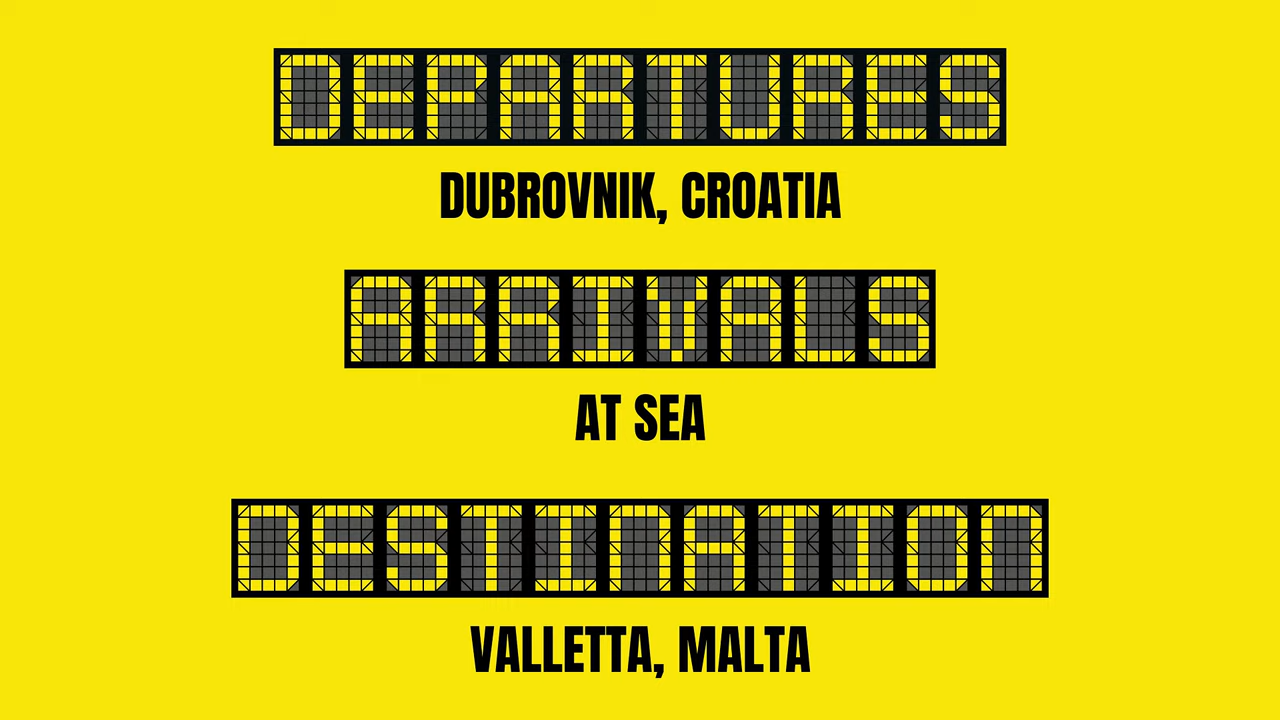 DEPARTURES
DUBROVNIK, CROATIA
ARRIVALS
AT SEA
DESTINATION
VALLETTA, MALTA